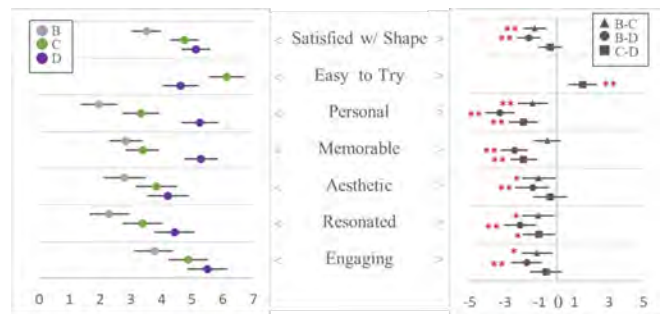 B
C
D
Satisfied w/ Shape
Easy to Try
Personal
Memorable
Aesthetic
Resonated
Engaging
0 1 2 3 4 5 6 7
B-C
B-D
C-D
**
**
**
**
**
**
**
**
*
**
*
**
*
*
**
-5 -3 -1 0 1 3 5